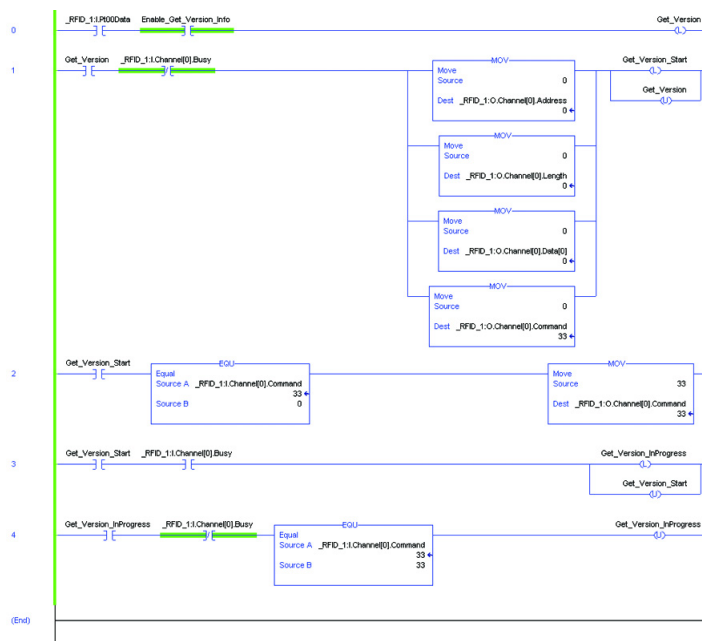 _RFID_1:I.Pt00Data Enable_Get_Version_Info Get_Version
0 L
Get_Version _RFID_1:I.Channel[0].Busy MOV Get_Version_Start
1 Move L
Source 0
Get_Version
Dest _RFID_1:O.Channel[0].Address U
0
MOV
Move
Source 0
Dest _RFID_1:O.Channel[0].Length
0
MOV
Move
Source 0
Dest _RFID_1:O.Channel[0].Data[0]
0
MOV
Move
Source 0
Dest _RFID_1:O.Channel[0].Command
33
Get_Version_Start EQU MOV
2 Equal Move
Source A _RFID_1:I.Channel[0].Command Source 33
33
Source B 0 Dest _RFID_1:O.Channel[0].Command
33
Get_Version_Start _RFID_1:I.Channel[0].Busy Get_Version_InProgress
3 L
Get_Version_Start
U
Get_Version_InProgress _RFID_1:I.Channel[0].Busy EQU Get_Version_InProgress
4 Equal U
Source A _RFID_1:I.Channel[0].Command
33
Source B 33
(End)